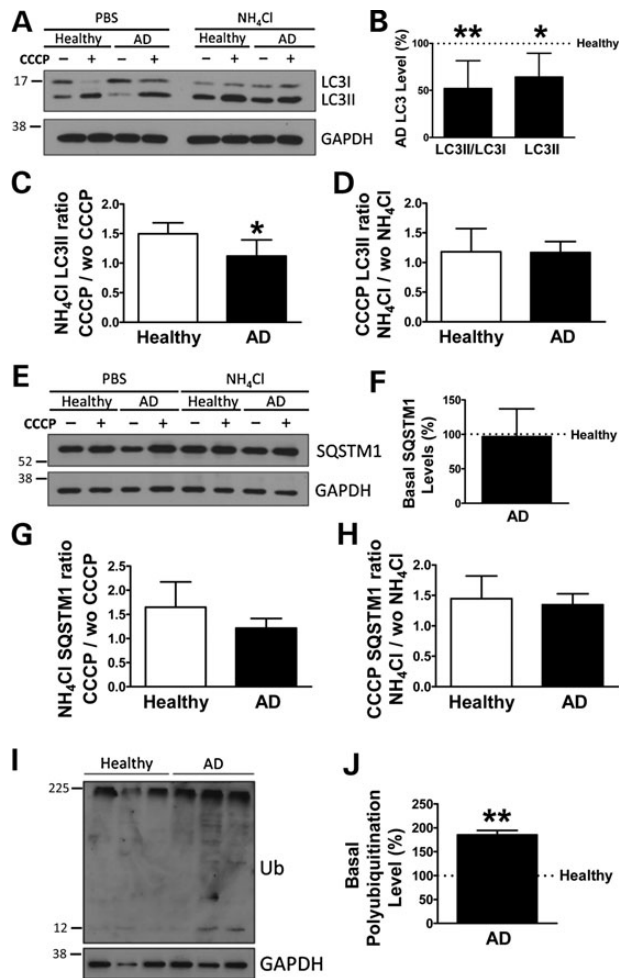 A
PBS
NH₄Cl
Healthy
AD
Healthy
AD
CCCP
– + – + – + – +
17
LC3I
LC3II
38
GAPDH
B
AD LC3 Level (%)
100
50
0
**
*
Healthy
LC3II/LC3I
LC3II
C
NH₄Cl LC3II ratio
CCCP / wo CCCP
2.0
1.5
1.0
0.5
0.0
*
Healthy
AD
D
CCCP LC3II ratio
NH₄Cl / wo NH₄Cl
2.0
1.5
1.0
0.5
0.0
Healthy
AD
E
PBS
NH₄Cl
Healthy
AD
Healthy
AD
CCCP
– + – + – + – +
SQSTM1
52
38
GAPDH
F
Basal SQSTM1
Levels (%)
150
100
50
0
Healthy
AD
G
NH₄Cl SQSTM1 ratio
CCCP / wo CCCP
2.5
2.0
1.5
1.0
0.5
0.0
Healthy
AD
H
CCCP SQSTM1 ratio
NH₄Cl / wo NH₄Cl
2.0
1.5
1.0
0.5
0.0
Healthy
AD
I
Healthy
AD
225
Ub
12
38
GAPDH
J
Basal
Polyubiquitination
Level (%)
250
200
150
100
50
0
**
Healthy
AD